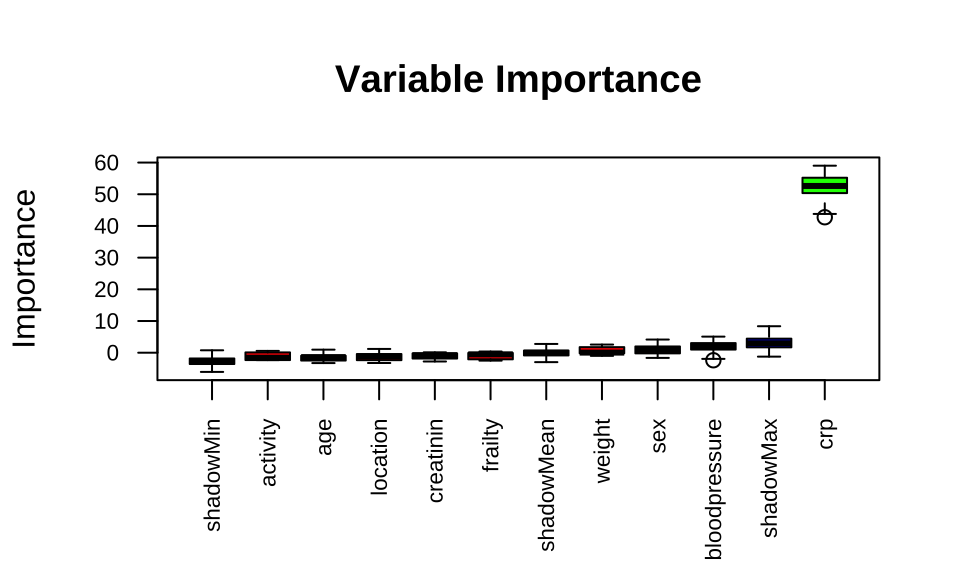 Variable Importance
Importance
60
50
40
30
20
10
0
shadowMin
activity
age
location
creatinin
frailty
shadowMean
weight
sex
bloodpressure
shadowMax
crp